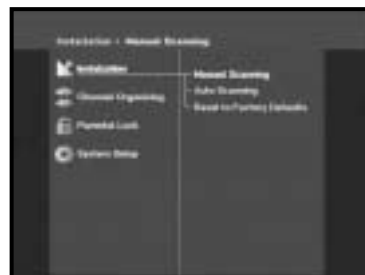 Installation > Manual Scanning
Installation
Manual Scanning
Auto Scanning
Reset to Factory Defaults
Channel Organizing
Parental Lock
System Setup